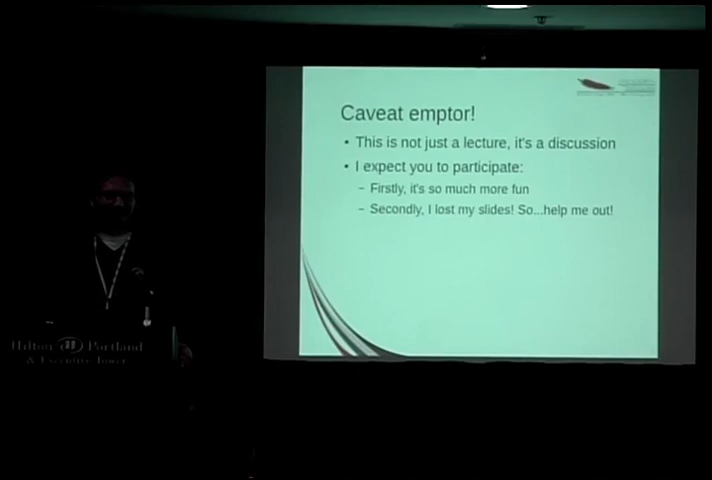 Caveat emptor!
• This is not just a lecture, it's a discussion
• I expect you to participate:
– Firstly, it's so much more fun
– Secondly, I lost my slides! So...help me out!
Hilton Portland
& Executive Tower